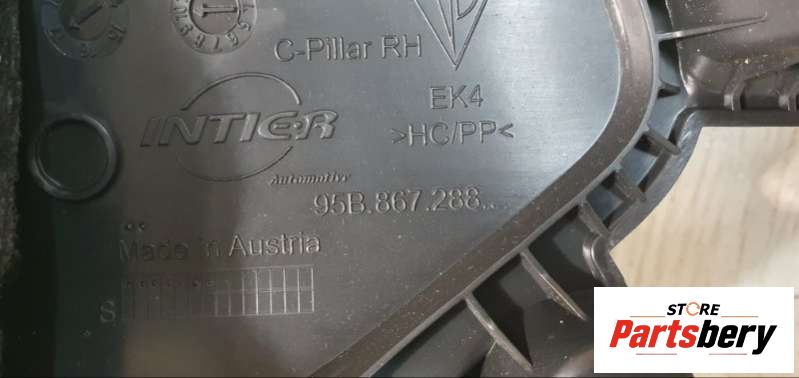 C-Pillar RH
EK4
>HC/PP<
INTIER
Automotive
95B.867.288..
Made in Austria
S
STORE
Partsbery